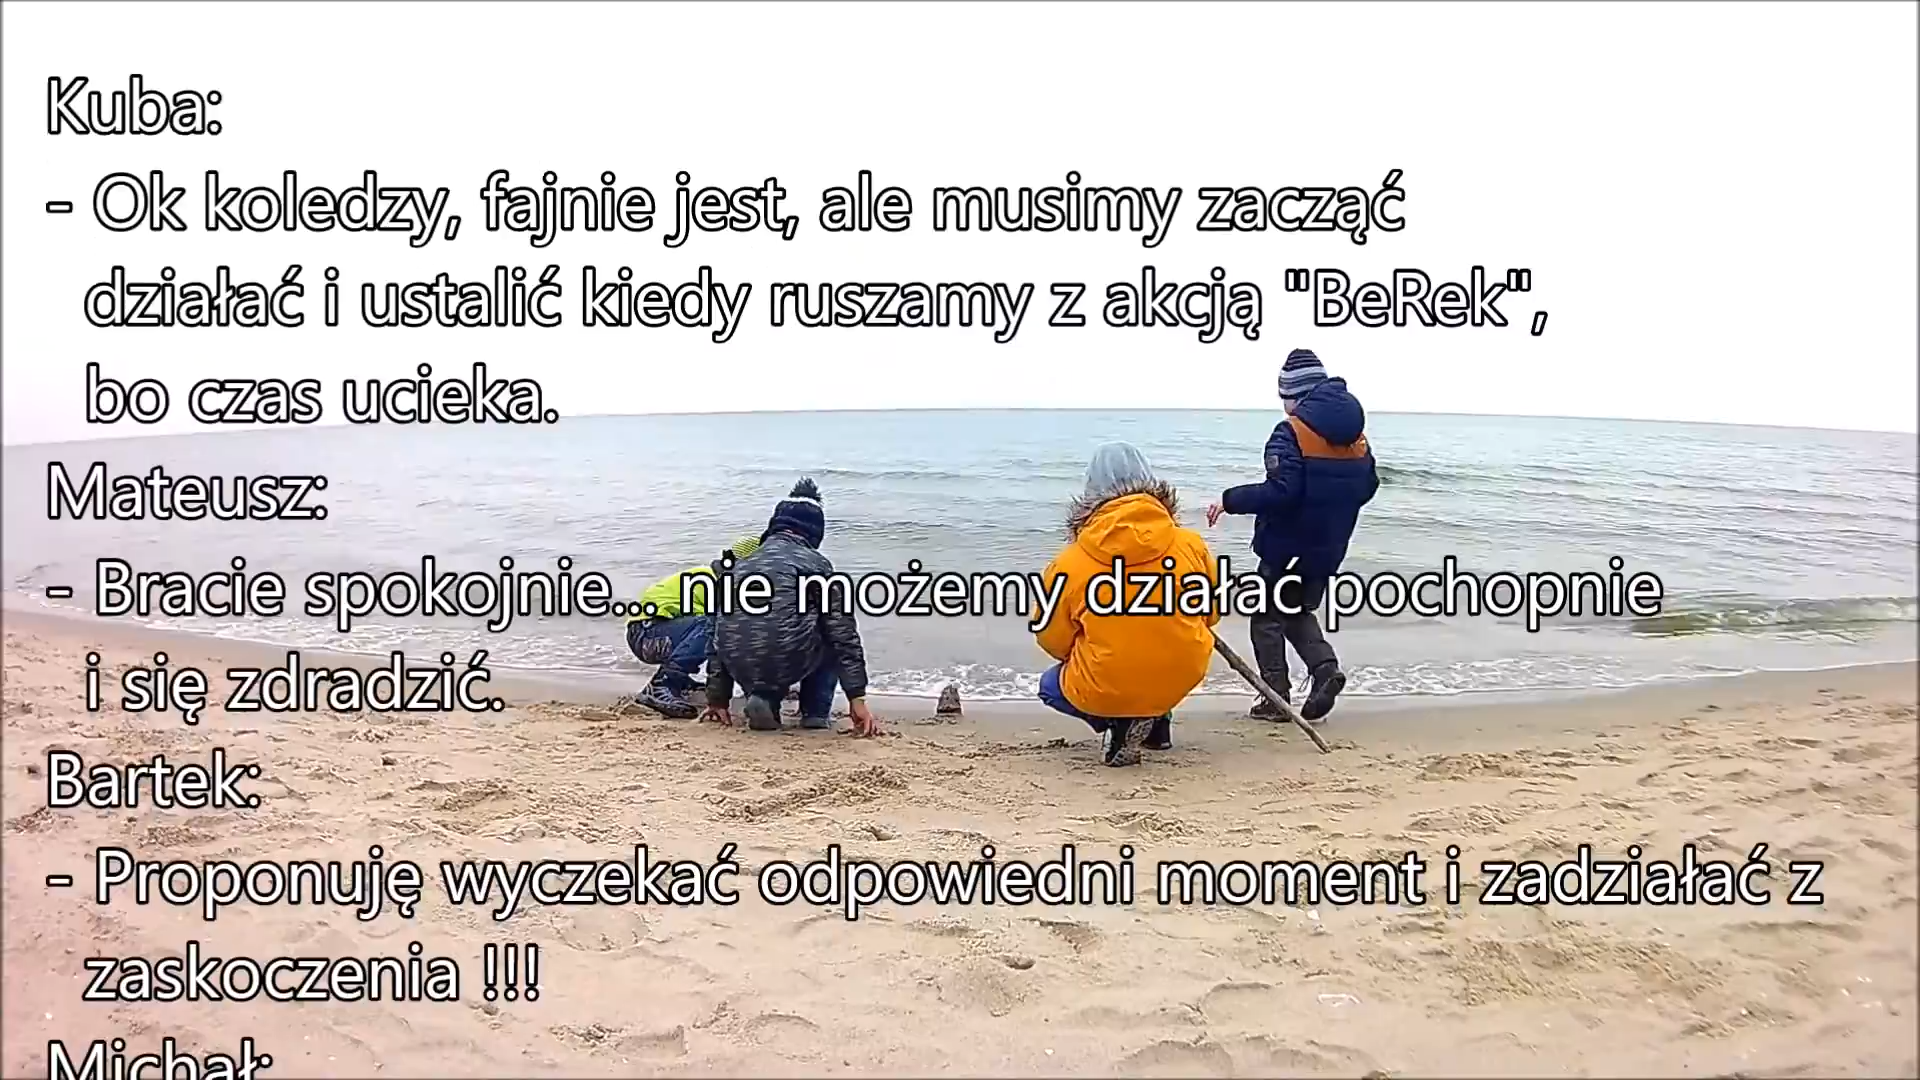 Kuba:
- Ok koledzy, fajnie jest, ale musimy zacząć
działać i ustalić kiedy ruszamy z akcją "BeRek",
bo czas ucieka.
Mateusz:
- Bracie spokojnie... nie możemy działać pochopnie
i się zdradzić.
Bartek:
- Proponuję wyczekać odpowiedni moment i zadziałać z
zaskoczenia !!!
Michał: